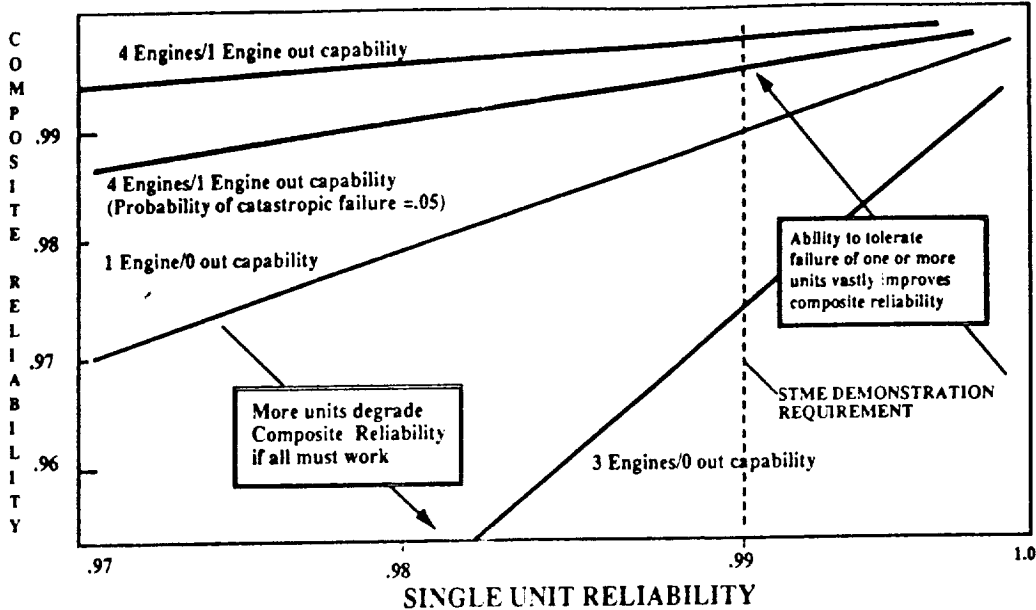 COMPOSITE RELIABILITY
4 Engines/1 Engine out capability
.99
4 Engines/1 Engine out capability
(Probability of catastropic failure =.05)
.98
1 Engine/0 out capability
Ability to tolerate
failure of one or more
units vastly improves
composite reliability
.97
STME DEMONSTRATION
REQUIREMENT
More units degrade
Composite Reliability
if all must work
3 Engines/0 out capability
.96
.97
.98
.99
1.0
SINGLE UNIT RELIABILITY